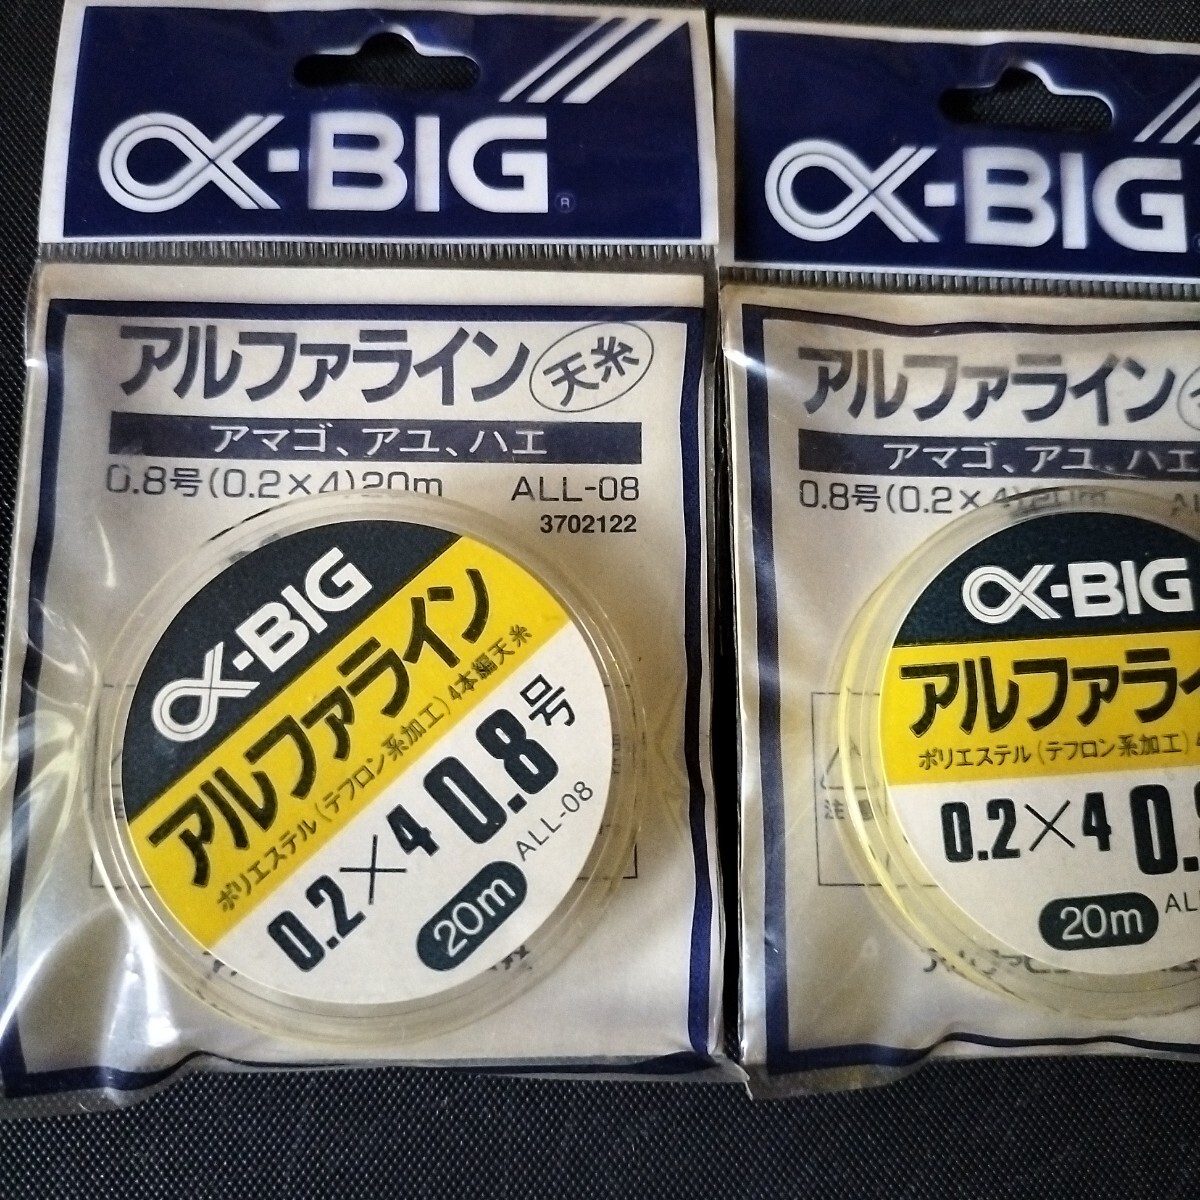 α-BIG®
アルファライン 天糸
アマゴ、アユ、ハエ
0.8号(0.2×4)20m ALL-08
3702122
α-BIG
アルファライン
ポリエステル(テフロン系加工)4本編天糸
0.2×4 0.8号
20m ALL-08
α-BIG
アルファライン
アマゴ、アユ、ハエ
0.8号(0.2×4)20m
α-BIG
アルファラ
ポリエステル(テフロン系加工)
0.2×4 0.
20m AL